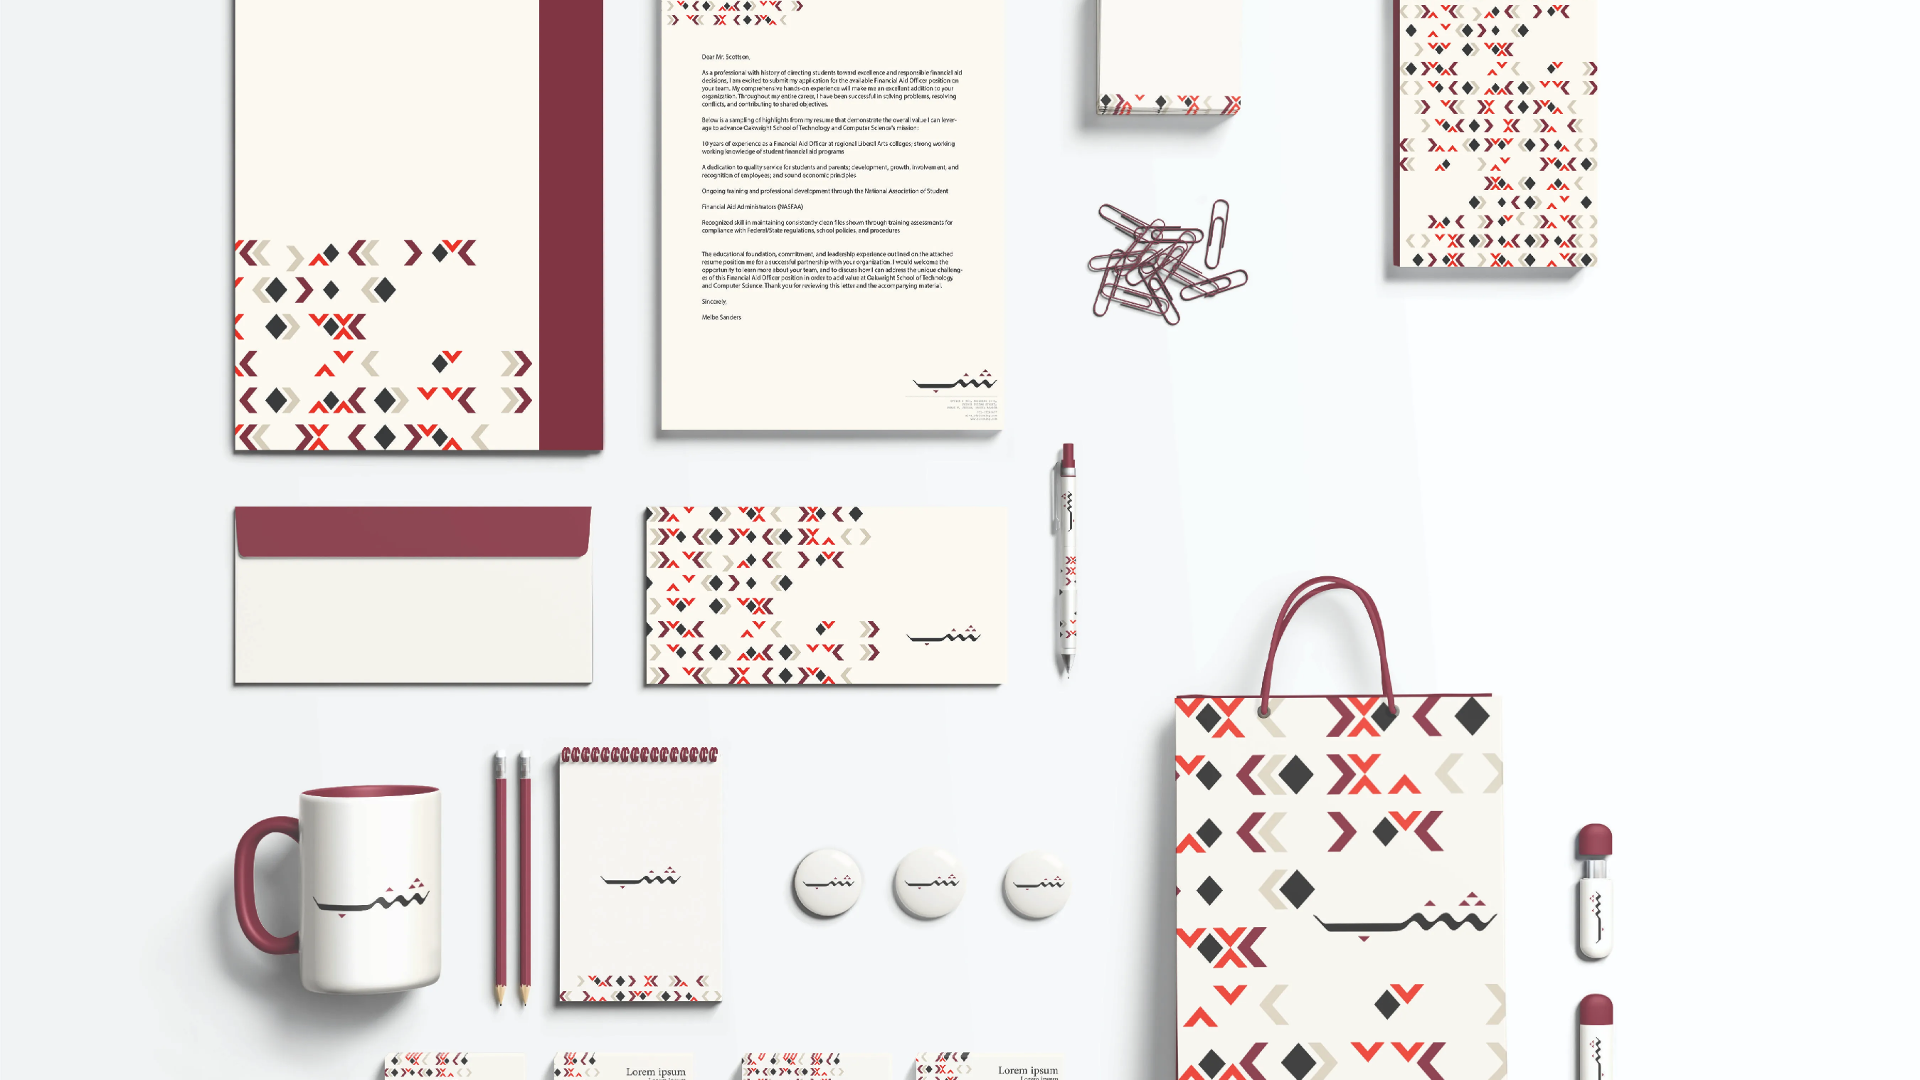 Dear Mr. Scottson,
As a professional with history of directing students toward excellence and responsible financial aid
decisions, I am excited to submit my application for the available Financial Aid Officer position on
your team. My comprehensive hands-on experience will make me an excellent addition to your
organization. Throughout my entire career, I have been successful in solving problems, resolving
conflicts, and contributing to shared objectives.
Below is a sampling of highlights from my resume that demonstrate the overall value I can lever-
age to advance Oakwright School of Technology and Computer Science's mission:
10 years of experience as a Financial Aid Officer at regional Liberal Arts colleges; strong working
working knowledge of student financial aid programs
A dedication to quality service for students and parents; development, growth, involvement, and
recognition of employees; and sound economic principles
Ongoing training and professional development through the National Association of Student
Financial Aid Administrators (NASFAA)
Recognized skill in maintaining consistently clean files shown through training assessments for
compliance with Federal/State regulations, school policies, and procedures
The educational foundation, commitment, and leadership experience outlined on the attached
resume position me for a successful partnership with your organization. I would welcome the
opportunity to learn more about your team, and to discuss how I can address the unique challeng-
es of this Financial Aid Officer position in order to add value at Oakwright School of Technology
and Computer Science. Thank you for reviewing this letter and the accompanying material.
Sincerely,
Melba Sanders
Lorem ipsum
Lorem ipsum
Lorem ipsum
Lorem ipsum